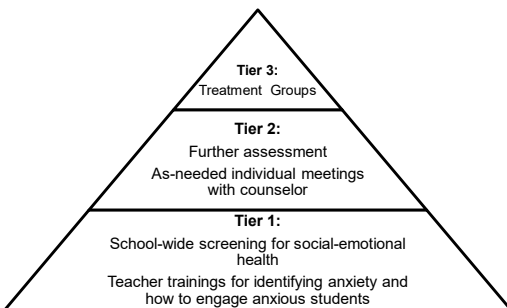 Tier 3:
Treatment Groups
Tier 2:
Further assessment
As-needed individual meetings
with counselor
Tier 1:
School-wide screening for social-emotional
health
Teacher trainings for identifying anxiety and
how to engage anxious students